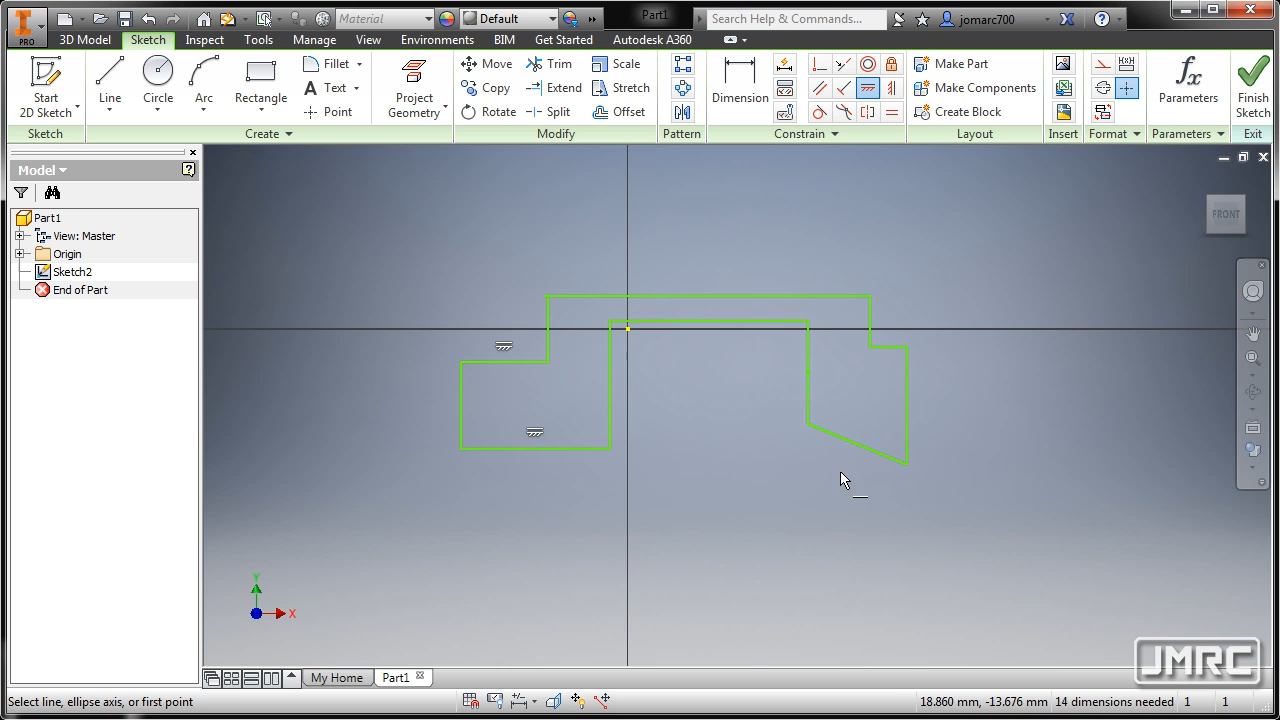 PRO
Material
Default
Part1
Search Help & Commands...
jomarc700
3D Model
Sketch
Inspect
Tools
Manage
View
Environments
BIM
Get Started
Autodesk A360
Start
2D Sketch
Line
Circle
Arc
Rectangle
Fillet
A Text
Point
Project
Geometry
Move
Copy
Rotate
Trim
Extend
Split
Scale
Stretch
Offset
Dimension
Make Part
Make Components
Create Block
fx
Parameters
Finish
Sketch
Sketch
Create
Modify
Pattern
Constrain
Layout
Insert
Format
Parameters
Exit
Model
Part1
View: Master
Origin
Sketch2
End of Part
FRONT
Y
X
JMRC
My Home
Part1
Select line, ellipse axis, or first point
18.860 mm, -13.676 mm
14 dimensions needed
1
1